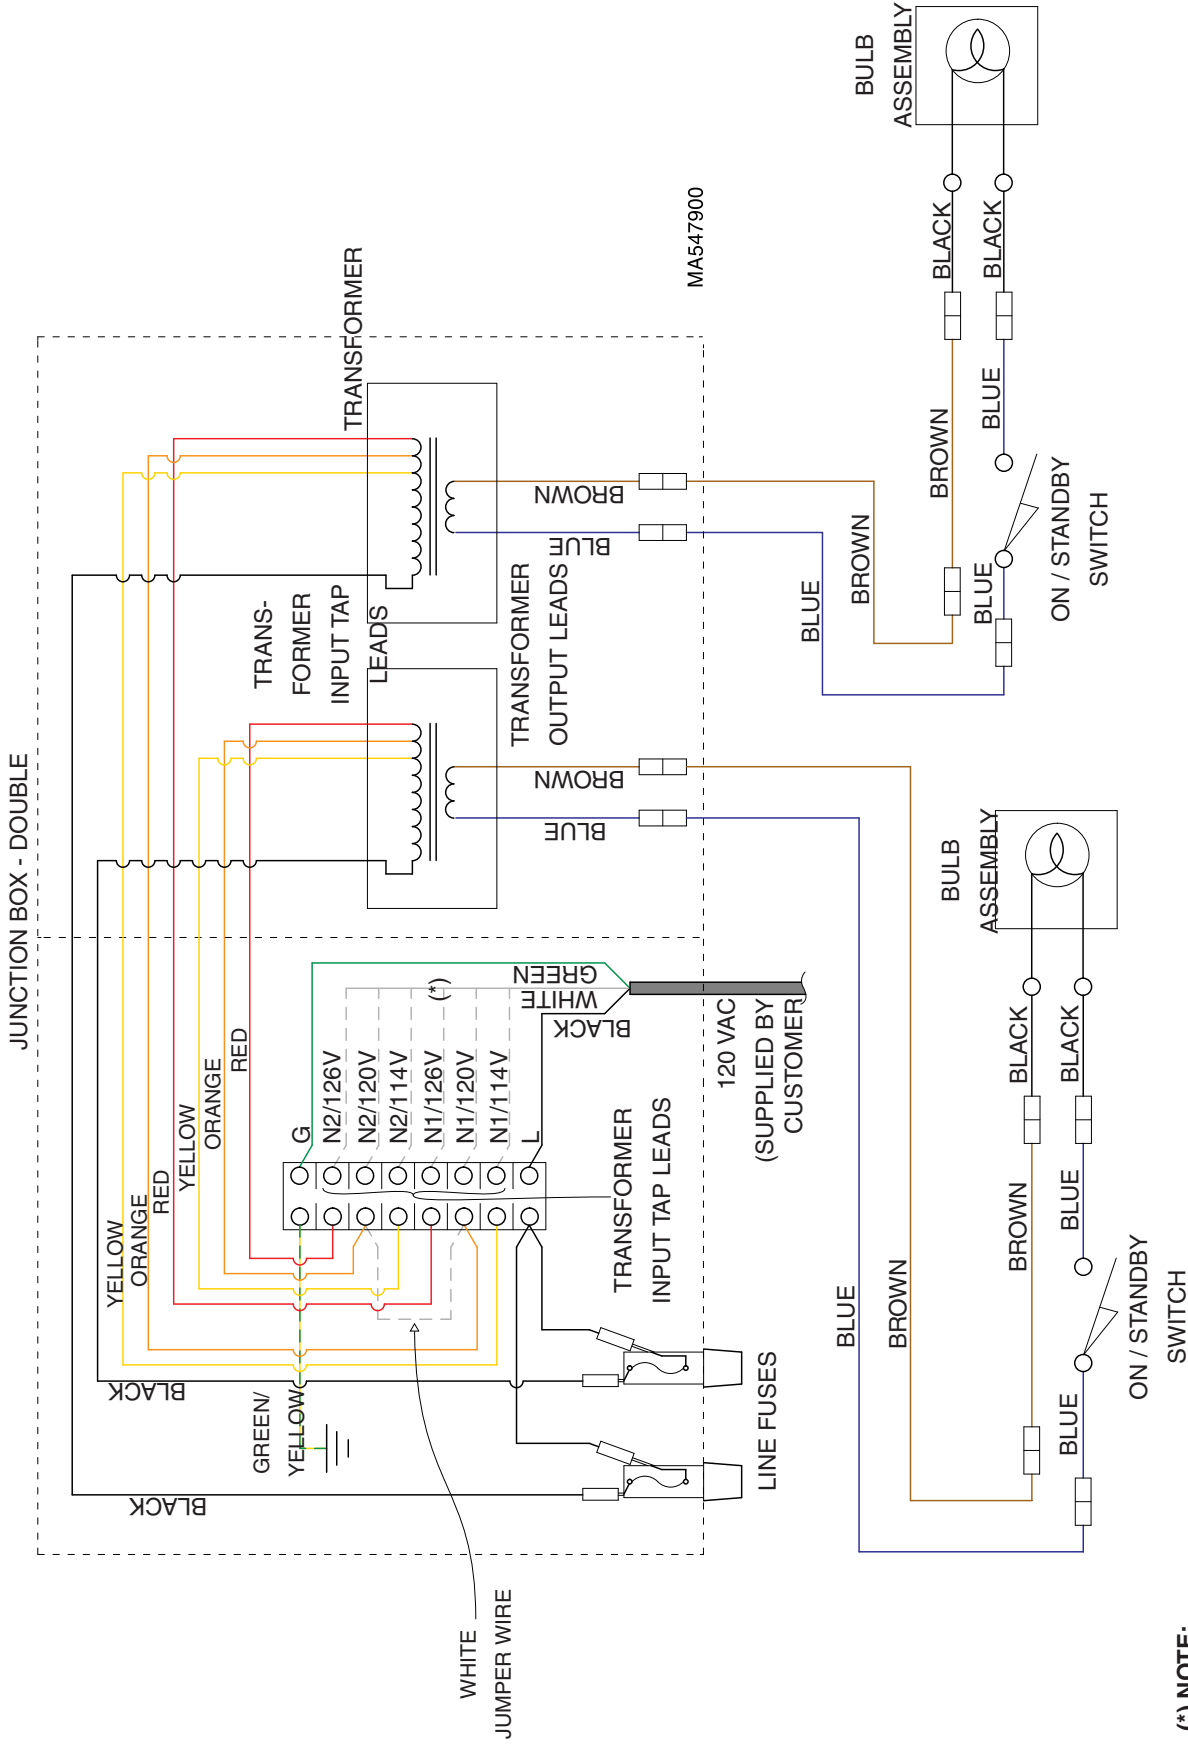 JUNCTION BOX - DOUBLE
TRANSFORMER
MA547900
YELLOW
ORANGE
RED
YELLOW
ORANGE
RED
TRANS-
FORMER
INPUT TAP
LEADS
TRANSFORMER
OUTPUT LEADS
BROWN
BLUE
BROWN
BLUE
G
N2/126V
N2/120V
N2/114V
N1/126V
N1/120V
N1/114V
L
(*)
GREEN
WHITE
BLACK
120 VAC
(SUPPLIED BY
CUSTOMER
TRANSFORMER
INPUT TAP LEADS
BLACK
BLACK
GREEN/
YELLOW
LINE FUSES
WHITE
JUMPER WIRE
BULB
ASSEMBLY
BLACK
BLACK
BROWN
BLUE
BLUE
BROWN
BLUE
ON / STANDBY
SWITCH
BULB
ASSEMBLY
BLACK
BLACK
BROWN
BLUE
BLUE
BROWN
BLUE
ON / STANDBY
SWITCH
(*) NOTE: